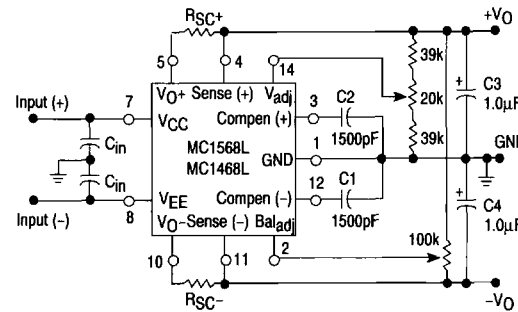 RSC+
+VO
5
4
14
39k
VO+ Sense (+) Vadj
C3
1.0μF
Input (+)
7
3
C2
20k
VCC
Compen (+)
1500pF
39k
Cin
MC1568L
MC1468L
GND
1
GND
Cin
12
C1
Compen (-)
1500pF
C4
1.0μF
VEE
Input (-)
8
VO- Sense (-) Baladj
100k
10
11
2
RSC-
-VO
+
+